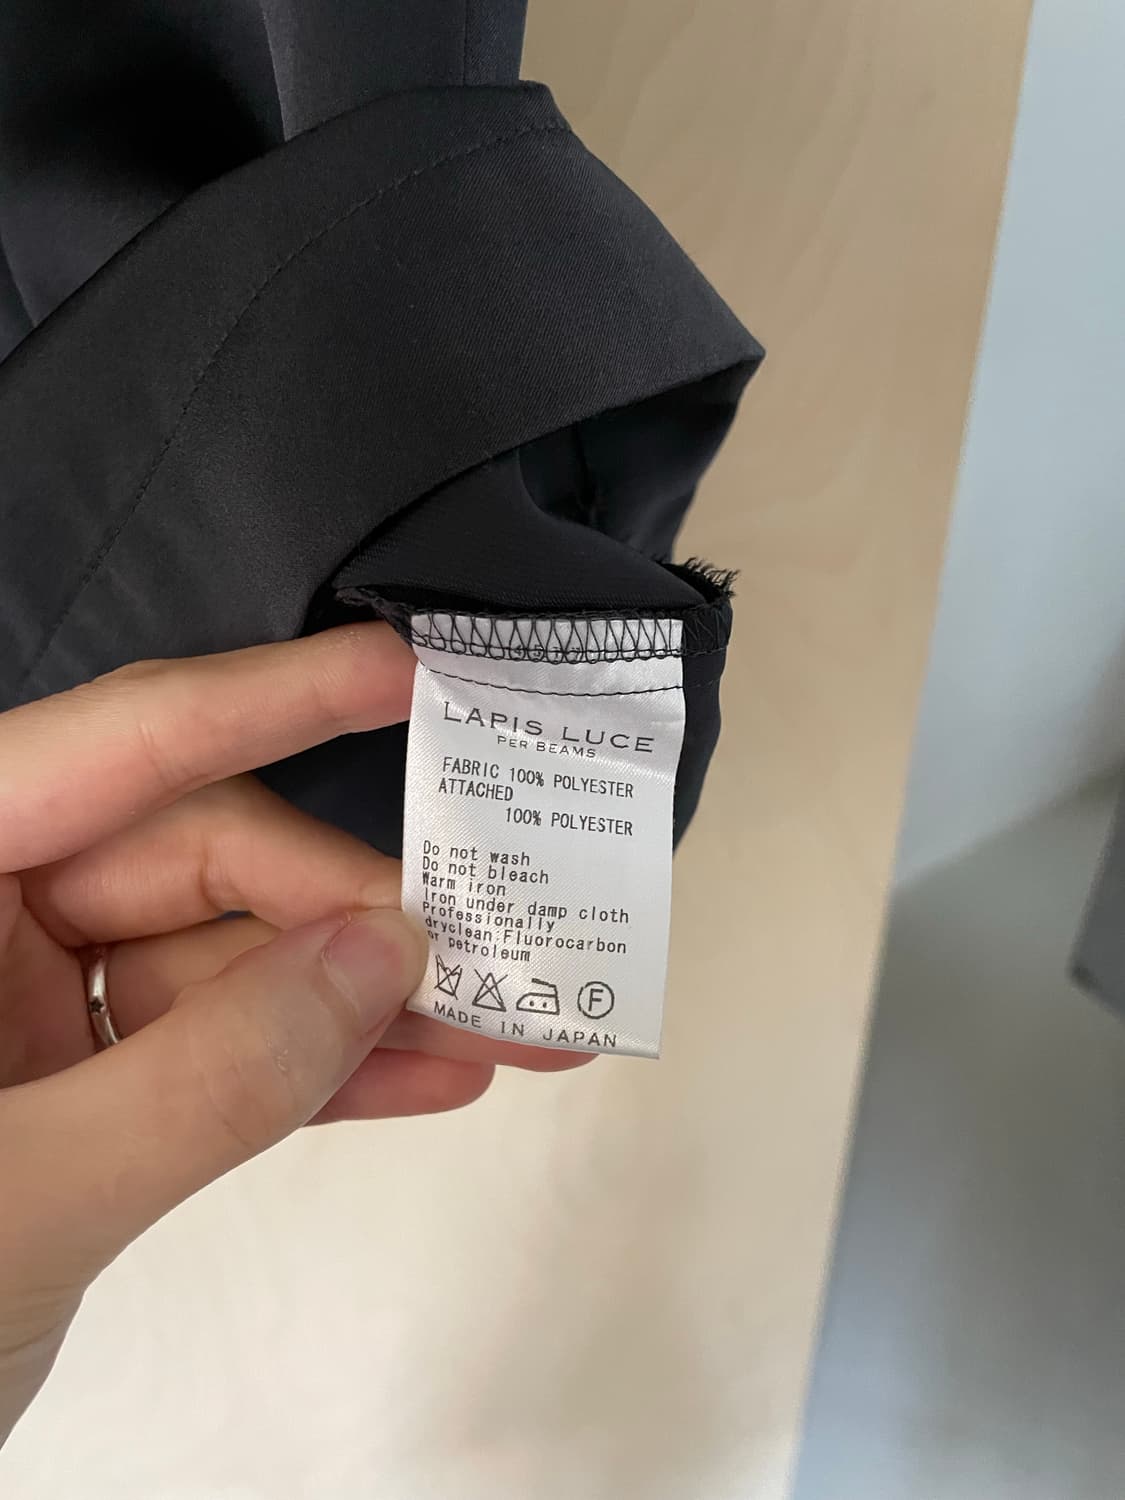 LAPIS LUCE
PER BEAMS
FABRIC 100% POLYESTER
ATTACHED
100% POLYESTER
Do not wash
Do not bleach
Warm iron
Iron under damp cloth
Professionally
dryclean:Fluorocarbon
or petroleum
F
MADE IN JAPAN